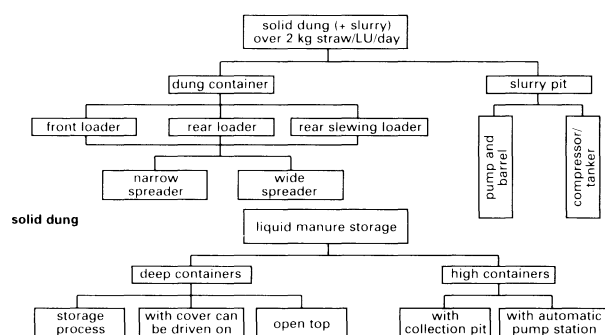 solid dung (+ slurry)
over 2 kg straw/LU/day
dung container
slurry pit
front loader
rear loader
rear slewing loader
pump and
barrel
compressor/
tanker
narrow
spreader
wide
spreader
solid dung
liquid manure storage
deep containers
high containers
storage
process
with cover can
be driven on
open top
with
collection pit
with automatic
pump station